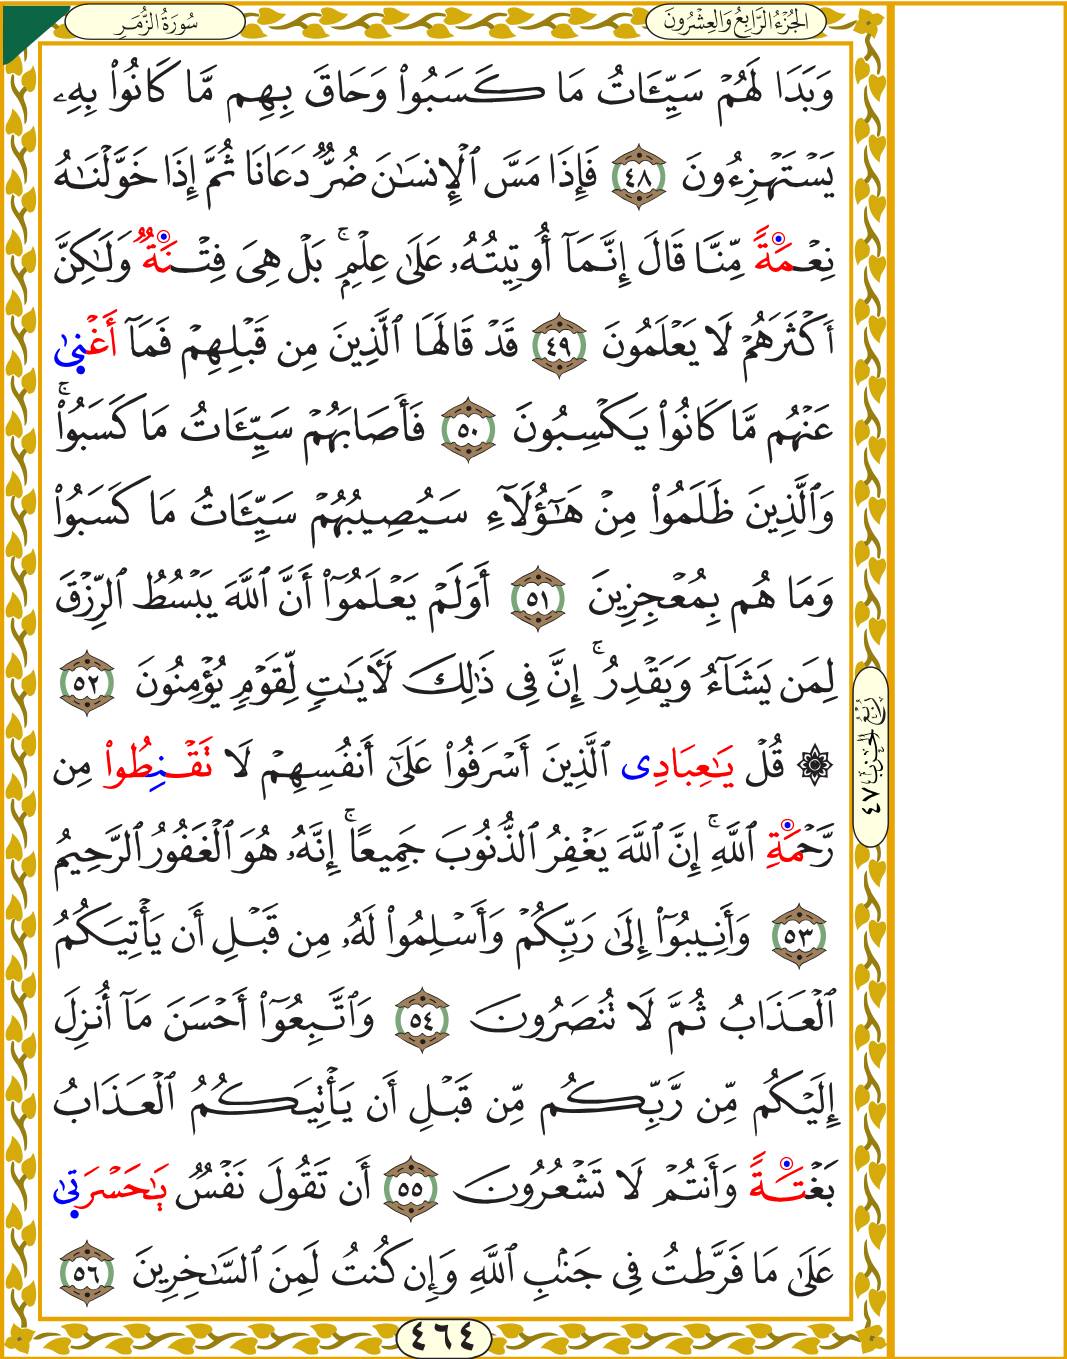 سُورَةُ الزُّمَرِ
الجُزْءُ الرَّابِعُ وَالعِشْرُونَ
وَبَدَا لَهُمْ سَيِّـَٔاتُ مَا كَسَبُوا۟ وَحَاقَ بِهِم مَّا كَانُوا۟ بِهِۦ
يَسْتَهْزِءُونَ ٤٨ فَإِذَا مَسَّ ٱلْإِنسَـٰنَ ضُرٌّ دَعَانَا ثُمَّ إِذَا خَوَّلْنَـٰهُ
نِعْمَةً مِّنَّا قَالَ إِنَّمَآ أُوتِيتُهُۥ عَلَىٰ عِلْمٍۭ ۚ بَلْ هِىَ فِتْنَةٌ وَلَـٰكِنَّ
أَكْثَرَهُمْ لَا يَعْلَمُونَ ٤٩ قَدْ قَالَهَا ٱلَّذِينَ مِن قَبْلِهِمْ فَمَآ أَغْنِىٰ
عَنْهُم مَّا كَانُوا۟ يَكْسِبُونَ ٥٠ فَأَصَابَهُمْ سَيِّـَٔاتُ مَا كَسَبُوا۟ ۚ
وَٱلَّذِينَ ظَلَمُوا۟ مِنْ هَـٰٓؤُلَآءِ سَيُصِيبُهُمْ سَيِّـَٔاتُ مَا كَسَبُوا۟
وَمَا هُم بِمُعْجِزِينَ ٥١ أَوَلَمْ يَعْلَمُوٓا۟ أَنَّ ٱللَّهَ يَبْسُطُ ٱلرِّزْقَ
لِمَن يَشَآءُ وَيَقْدِرُ ۚ إِنَّ فِى ذَٰلِكَ لَـَٔايَـٰتٍ لِّقَوْمٍ يُؤْمِنُونَ ٥٢
۞ قُلْ يَـٰعِبَادِى ٱلَّذِينَ أَسْرَفُوا۟ عَلَىٰٓ أَنفُسِهِمْ لَا تَقْنِطُوا۟ مِن
رَّحْمَةِ ٱللَّهِ ۚ إِنَّ ٱللَّهَ يَغْفِرُ ٱلذُّنُوبَ جَمِيعًا ۚ إِنَّهُۥ هُوَ ٱلْغَفُورُ ٱلرَّحِيمُ
٥٣ وَأَنِيبُوٓا۟ إِلَىٰ رَبِّكُمْ وَأَسْلِمُوا۟ لَهُۥ مِن قَبْلِ أَن يَأْتِيَكُمُ
ٱلْعَذَابُ ثُمَّ لَا تُنصَرُونَ ٥٤ وَٱتَّبِعُوٓا۟ أَحْسَنَ مَآ أُنزِلَ
إِلَيْكُم مِّن رَّبِّكُم مِّن قَبْلِ أَن يَأْتِيَكُمُ ٱلْعَذَابُ
بَغْتَةً وَأَنتُمْ لَا تَشْعُرُونَ ٥٥ أَن تَقُولَ نَفْسٌ يَـٰحَسْرَتِىٰ
عَلَىٰ مَا فَرَّطتُ فِى جَنۢبِ ٱللَّهِ وَإِن كُنتُ لَمِنَ ٱلسَّـٰخِرِينَ ٥٦
رُبْعُ الحِزْبِ ٤٧
٤٦٤